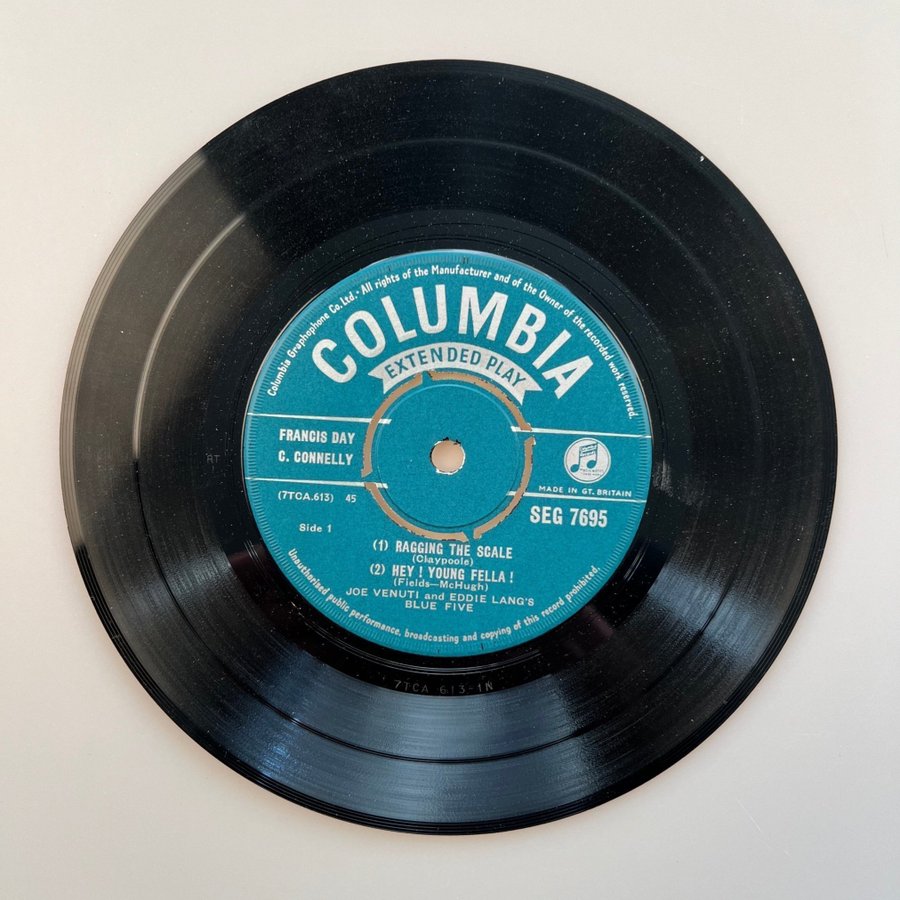 Columbia Graphophone Co. Ltd. · All rights of the Manufacturer and of the Owner of the recorded work reserved.
COLUMBIA
EXTENDED PLAY
FRANCIS DAY
C. CONNELLY
MADE IN GT. BRITAIN
(7TCA.613) 45
SEG 7695
Side 1
(1) RAGGING THE SCALE
(Claypoole)
(2) HEY! YOUNG FELLA!
(Fields—McHugh)
JOE VENUTI and EDDIE LANG'S
BLUE FIVE
Unauthorised public performance, broadcasting and copying of this record prohibited.
7TCA 613-1N
RT